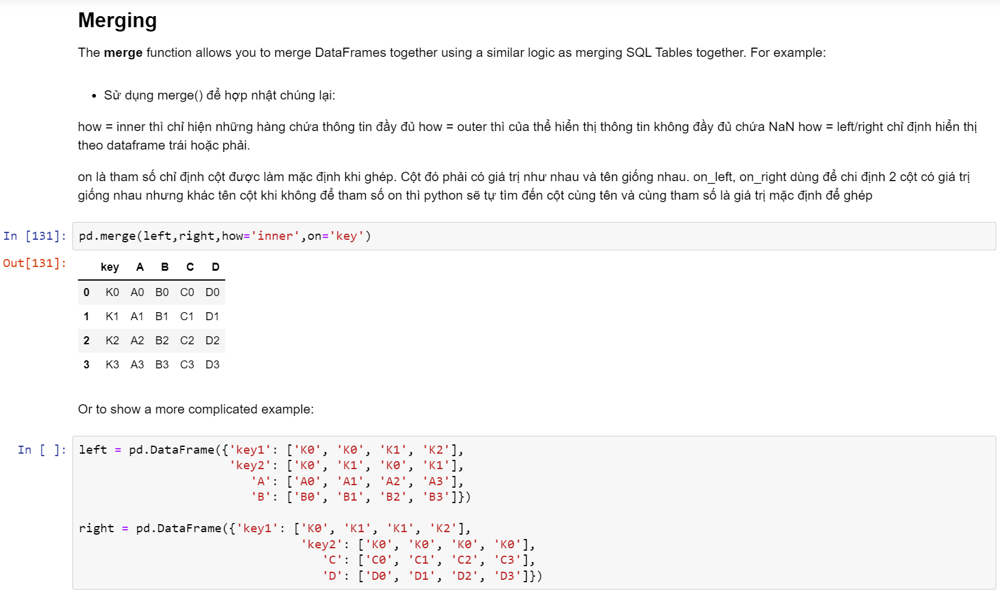 Merging
The merge function allows you to merge DataFrames together using a similar logic as merging SQL Tables together. For example:
• Sử dụng merge() để hợp nhất chúng lại:
how = inner thì chỉ hiện những hàng chứa thông tin đầy đủ how = outer thì của thể hiển thị thông tin không đầy đủ chứa NaN how = left/right chỉ định hiển thị
theo dataframe trái hoặc phải.
on là tham số chỉ định cột được làm mặc định khi ghép. Cột đó phải có giá trị như nhau và tên giống nhau. on_left, on_right dùng để chi định 2 cột có giá trị
giống nhau nhưng khác tên cột khi không để tham số on thì python sẽ tự tìm đến cột cùng tên và cùng tham số là giá trị mặc định để ghép
In [131]: pd.merge(left,right,how='inner',on='key')
Out[131]:
key A B C D
0 K0 A0 B0 C0 D0
1 K1 A1 B1 C1 D1
2 K2 A2 B2 C2 D2
3 K3 A3 B3 C3 D3
Or to show a more complicated example:
In [ ]: left = pd.DataFrame({'key1': ['K0', 'K0', 'K1', 'K2'],
'key2': ['K0', 'K1', 'K0', 'K1'],
'A': ['A0', 'A1', 'A2', 'A3'],
'B': ['B0', 'B1', 'B2', 'B3']})
right = pd.DataFrame({'key1': ['K0', 'K1', 'K1', 'K2'],
'key2': ['K0', 'K0', 'K0', 'K0'],
'C': ['C0', 'C1', 'C2', 'C3'],
'D': ['D0', 'D1', 'D2', 'D3']})